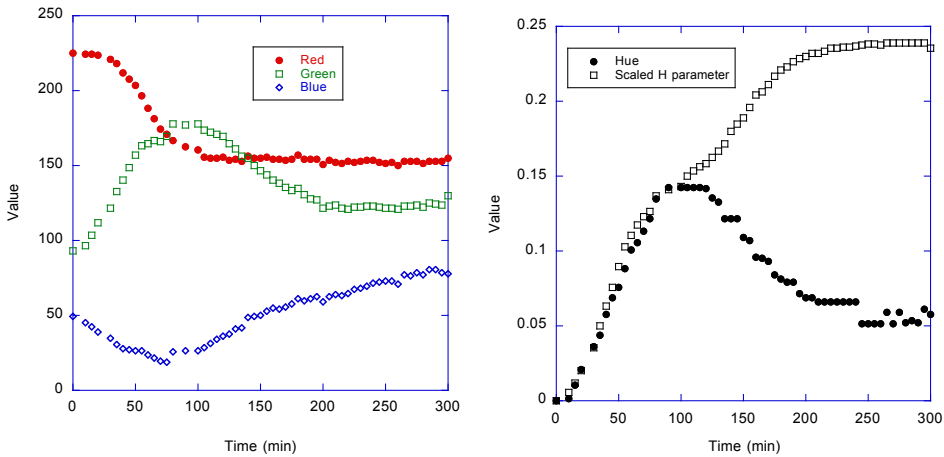 250
200
150
100
50
0
Value
Red
Green
Blue
0 50 100 150 200 250 300
Time (min)
0.25
0.2
0.15
0.1
0.05
0
Value
Hue
Scaled H parameter
0 50 100 150 200 250 300
Time (min)